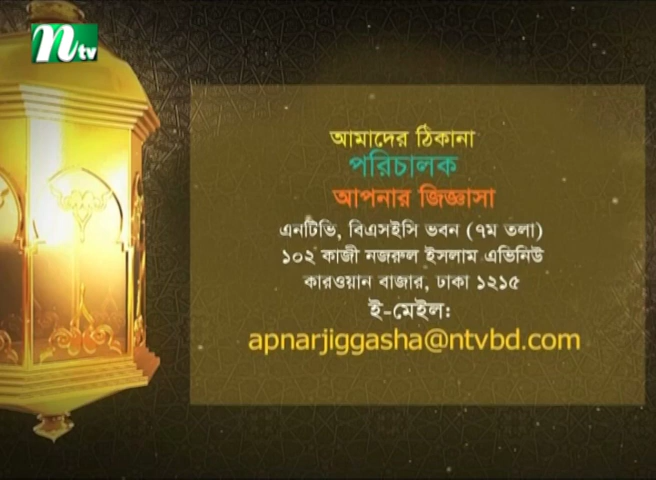 ntv
আমাদের ঠিকানা
পরিচালক
আপনার জিজ্ঞাসা
এনটিভি, বিএসইসি ভবন (৭ম তলা)
১০২ কাজী নজরুল ইসলাম এভিনিউ
কারওয়ান বাজার, ঢাকা ১২১৫
ই-মেইল:
apnarjiggasha@ntvbd.com